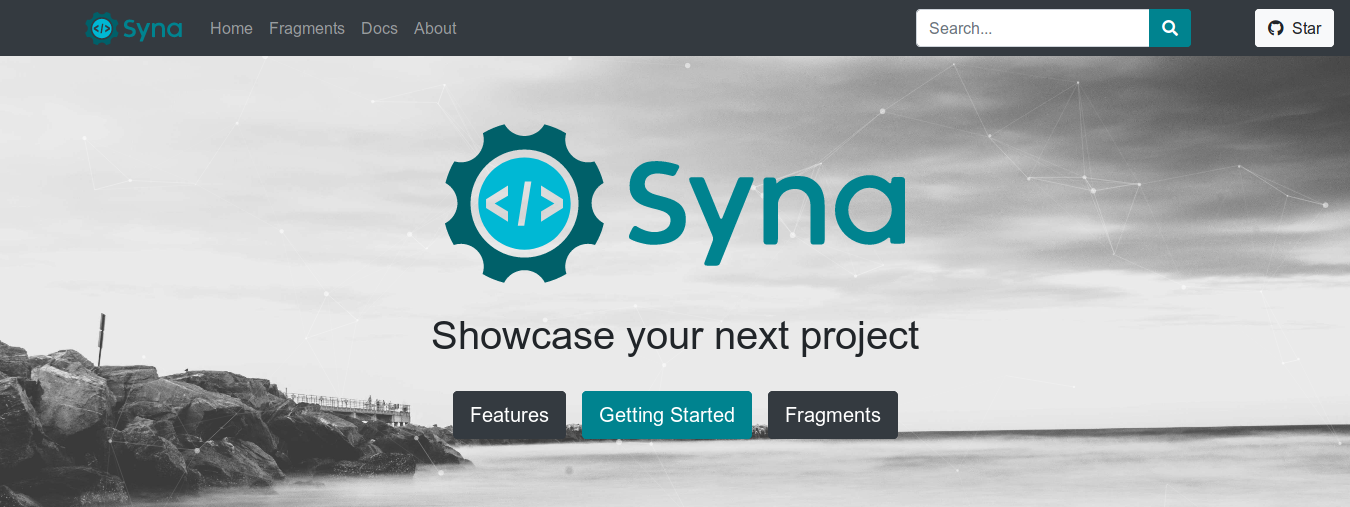 Syna Home Fragments Docs About Search... Star
</> Syna
Showcase your next project
Features Getting Started Fragments